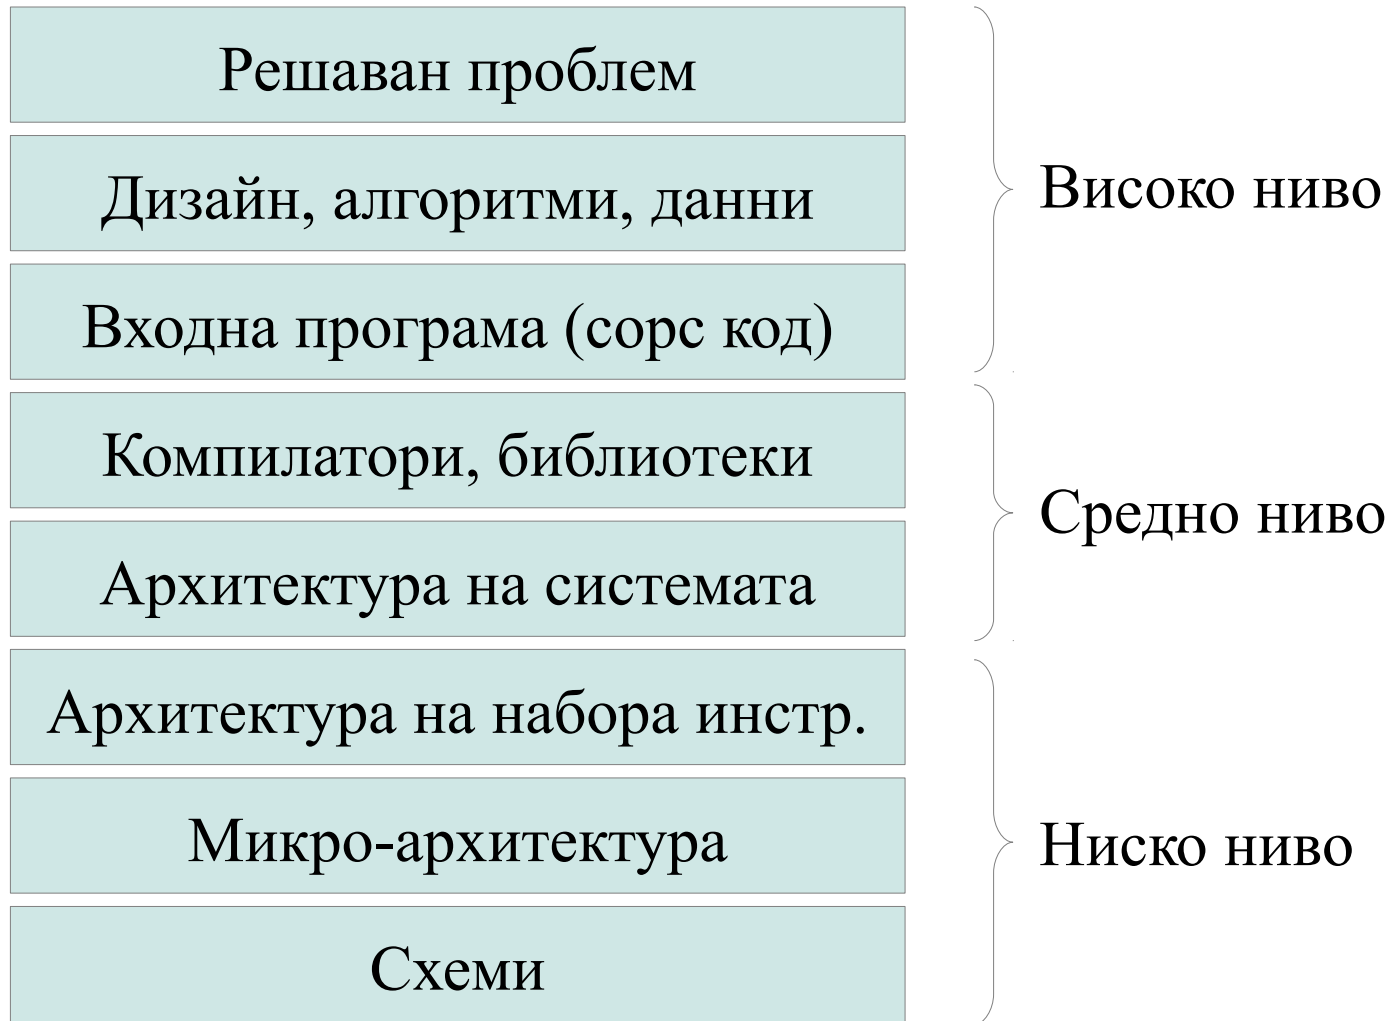 Решаван проблем
Дизайн, алгоритми, данни
Високо ниво
Входна програма (сорс код)
Компилатори, библиотеки
Средно ниво
Архитектура на системата
Архитектура на набора инстр.
Микро-архитектура
Ниско ниво
Схеми